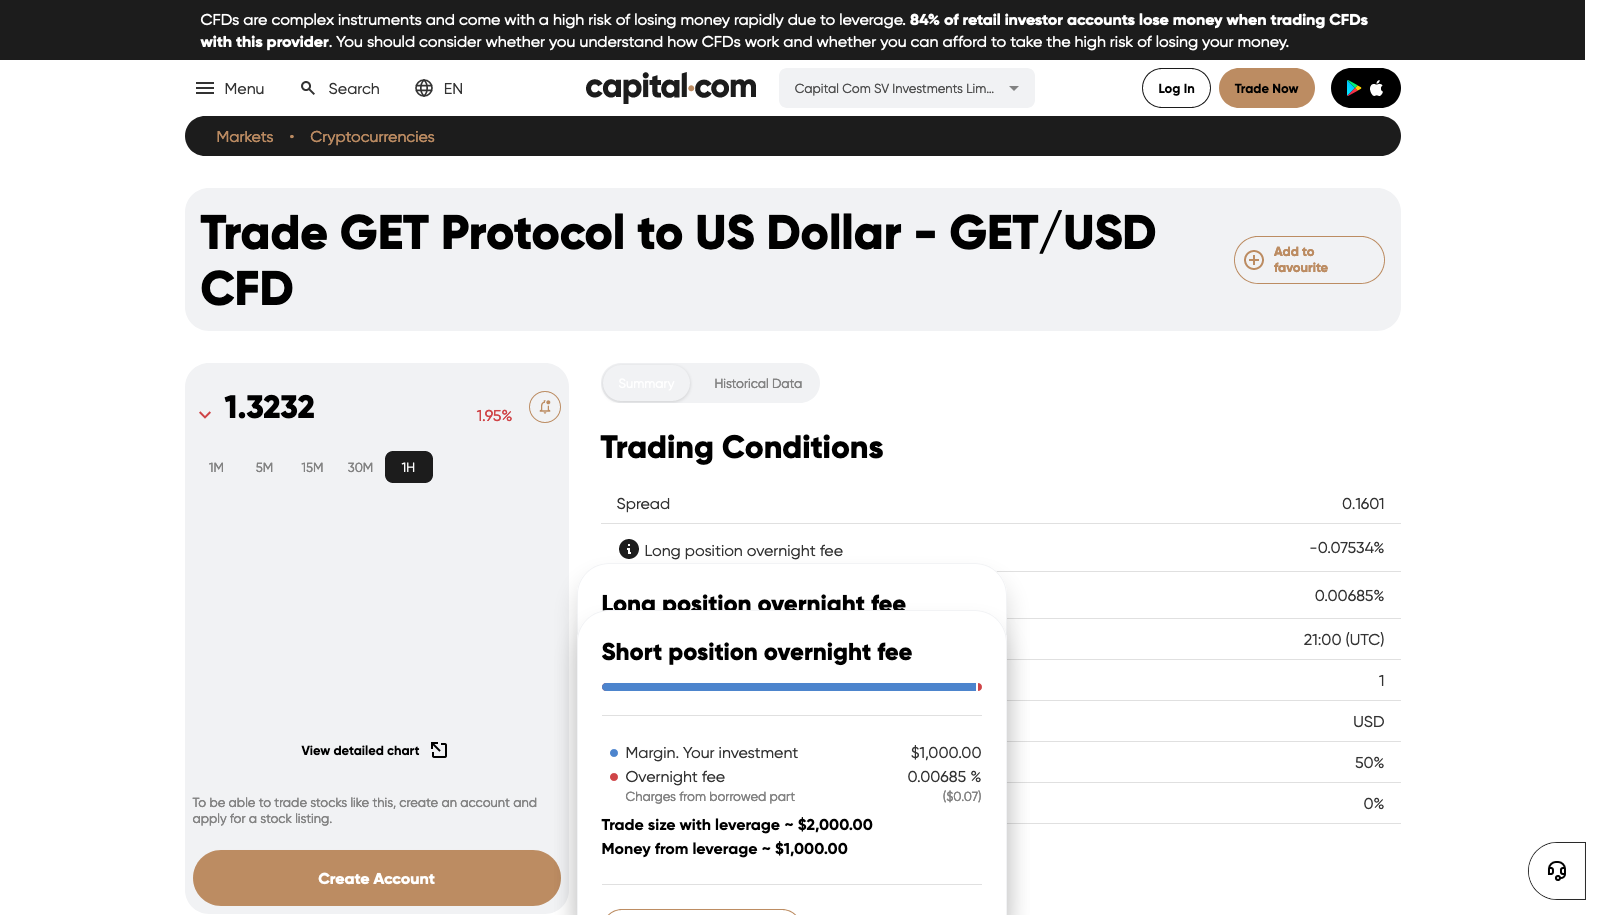 CFDs are complex instruments and come with a high risk of losing money rapidly due to leverage. 84% of retail investor accounts lose money when trading CFDs
with this provider. You should consider whether you understand how CFDs work and whether you can afford to take the high risk of losing your money.
Menu Search EN capital.com Capital Com SV Investments Lim... Log In Trade Now
Markets • Cryptocurrencies
Trade GET Protocol to US Dollar - GET/USD
CFD
Add to
favourite
1.3232 1.95%
1M 5M 15M 30M 1H
View detailed chart
To be able to trade stocks like this, create an account and
apply for a stock listing.
Create Account
Summary Historical Data
Trading Conditions
Spread 0.1601
Long position overnight fee -0.07534%
0.00685%
21:00 (UTC)
1
USD
50%
0%
Long position overnight fee
Short position overnight fee
Margin. Your investment $1,000.00
Overnight fee 0.00685 %
Charges from borrowed part ($0.07)
Trade size with leverage ~ $2,000.00
Money from leverage ~ $1,000.00